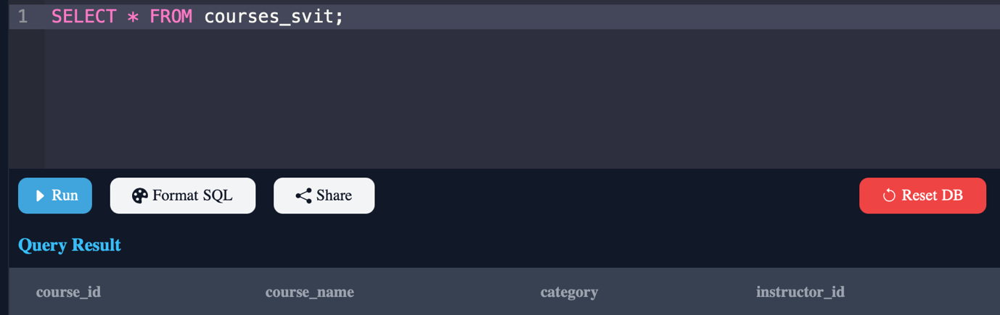 1 SELECT * FROM courses_svit;
Run Format SQL Share Reset DB
Query Result
course_id course_name category instructor_id